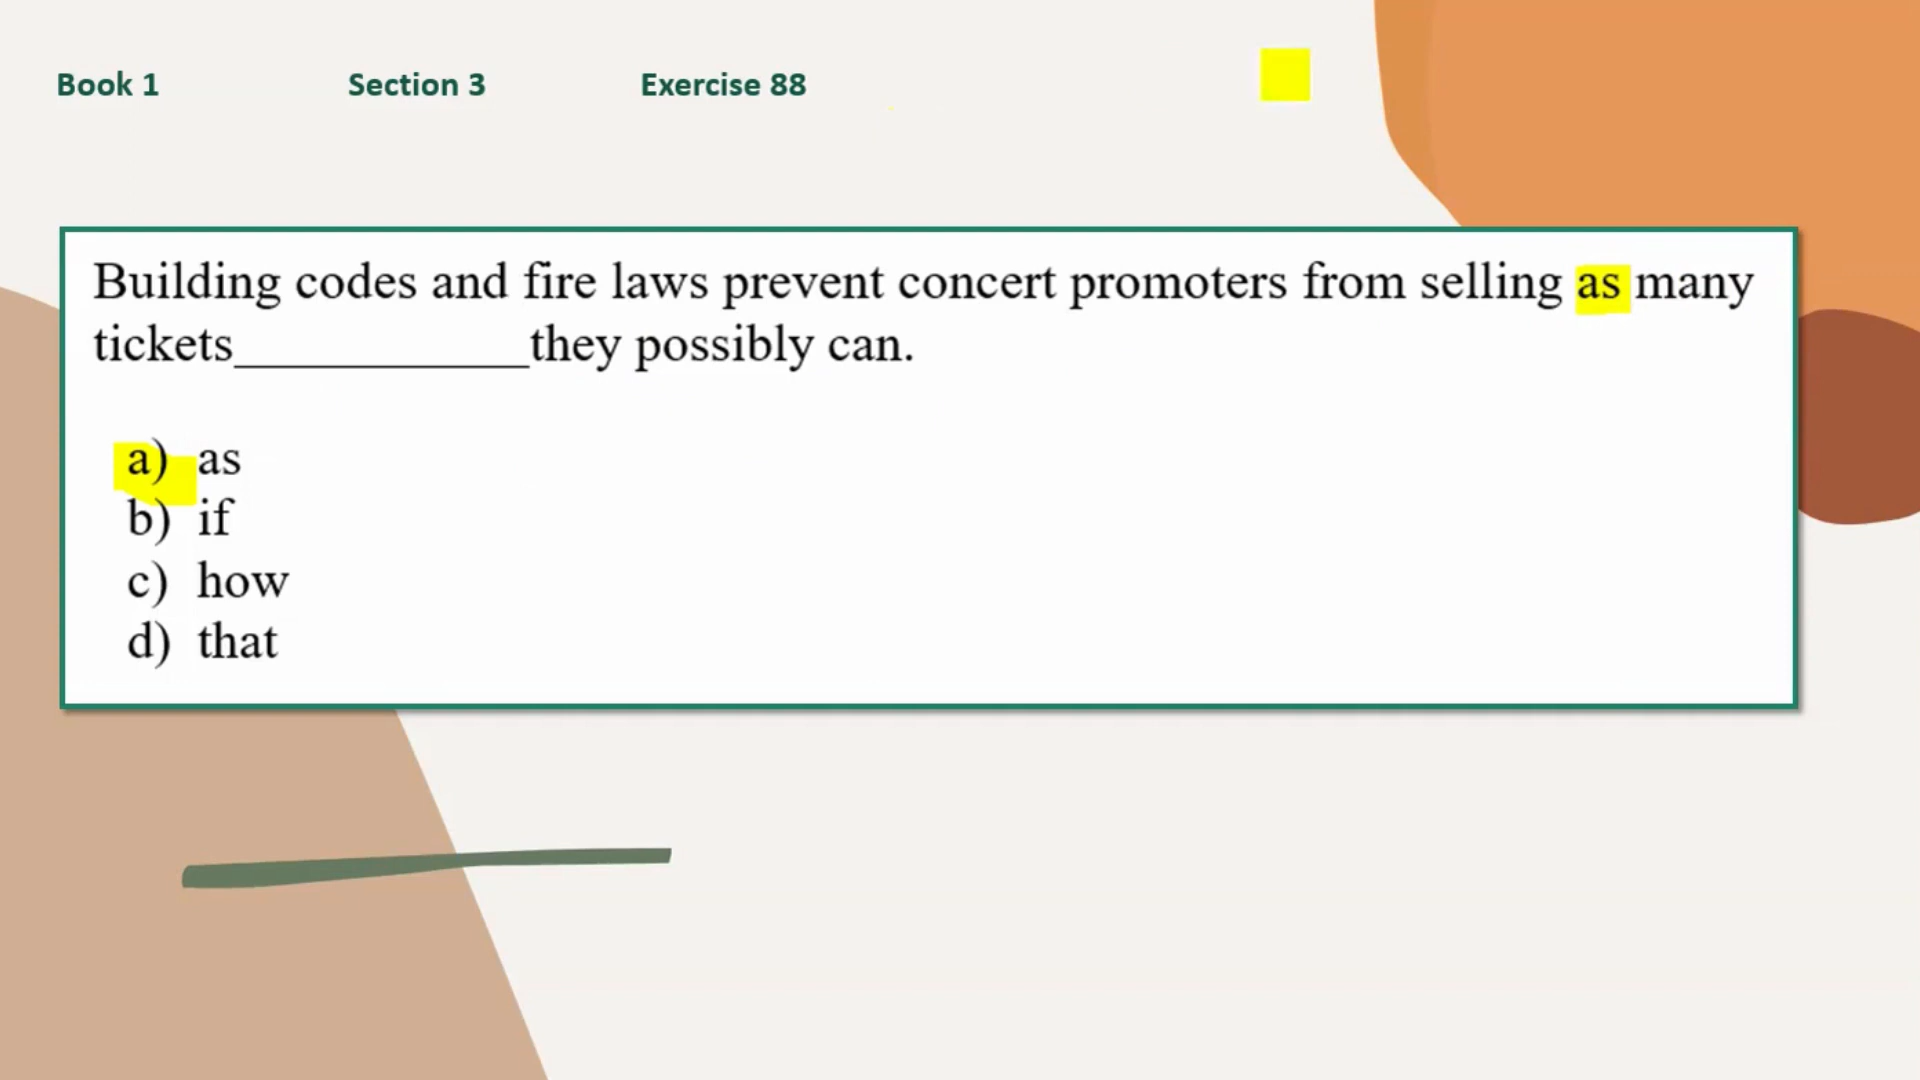 Book 1 Section 3 Exercise 88
Building codes and fire laws prevent concert promoters from selling as many
tickets____________they possibly can.
a) as
b) if
c) how
d) that